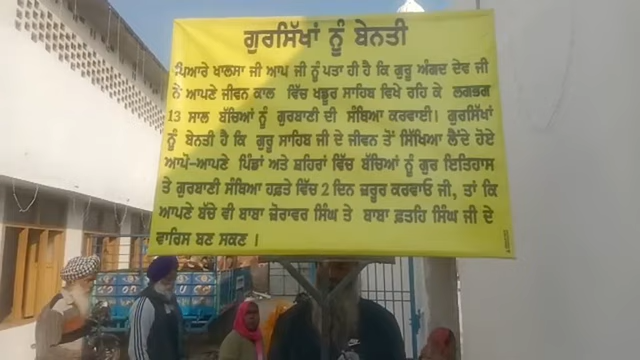 ਗੁਰਸਿੱਖਾਂ ਨੂੰ ਬੇਨਤੀ
ਪਿਆਰੇ ਖਾਲਸਾ ਜੀ ਆਪ ਜੀ ਨੂੰ ਪਤਾ ਹੀ ਹੈ ਕਿ ਗੁਰੂ ਅੰਗਦ ਦੇਵ ਜੀ
ਨੇ ਆਪਣੇ ਜੀਵਨ ਕਾਲ ਵਿੱਚ ਖਡੂਰ ਸਾਹਿਬ ਵਿਖੇ ਰਹਿ ਕੇ ਲਗਭਗ
13 ਸਾਲ ਬੱਚਿਆਂ ਨੂੰ ਗੁਰਬਾਣੀ ਦੀ ਸੰਥਿਆ ਕਰਵਾਈ। ਗੁਰਸਿੱਖਾਂ
ਨੂੰ ਬੇਨਤੀ ਹੈ ਕਿ ਗੁਰੂ ਸਾਹਿਬ ਜੀ ਦੇ ਜੀਵਨ ਤੋਂ ਸਿੱਖਿਆ ਲੈਂਦੇ ਹੋਏ
ਆਪੋ-ਆਪਣੇ ਪਿੰਡਾਂ ਅਤੇ ਸ਼ਹਿਰਾਂ ਵਿੱਚ ਬੱਚਿਆਂ ਨੂੰ ਗੁਰ ਇਤਿਹਾਸ
ਤੇ ਗੁਰਬਾਣੀ ਸੰਥਿਆ ਹਫ਼ਤੇ ਵਿੱਚ 2 ਦਿਨ ਜ਼ਰੂਰ ਕਰਵਾਓ ਜੀ, ਤਾਂ ਕਿ
ਆਪਣੇ ਬੱਚੇ ਵੀ ਬਾਬਾ ਜ਼ੋਰਾਵਰ ਸਿੰਘ ਤੇ ਬਾਬਾ ਫ਼ਤਹਿ ਸਿੰਘ ਜੀ ਦੇ
ਵਾਰਿਸ ਬਣ ਸਕਣ ।